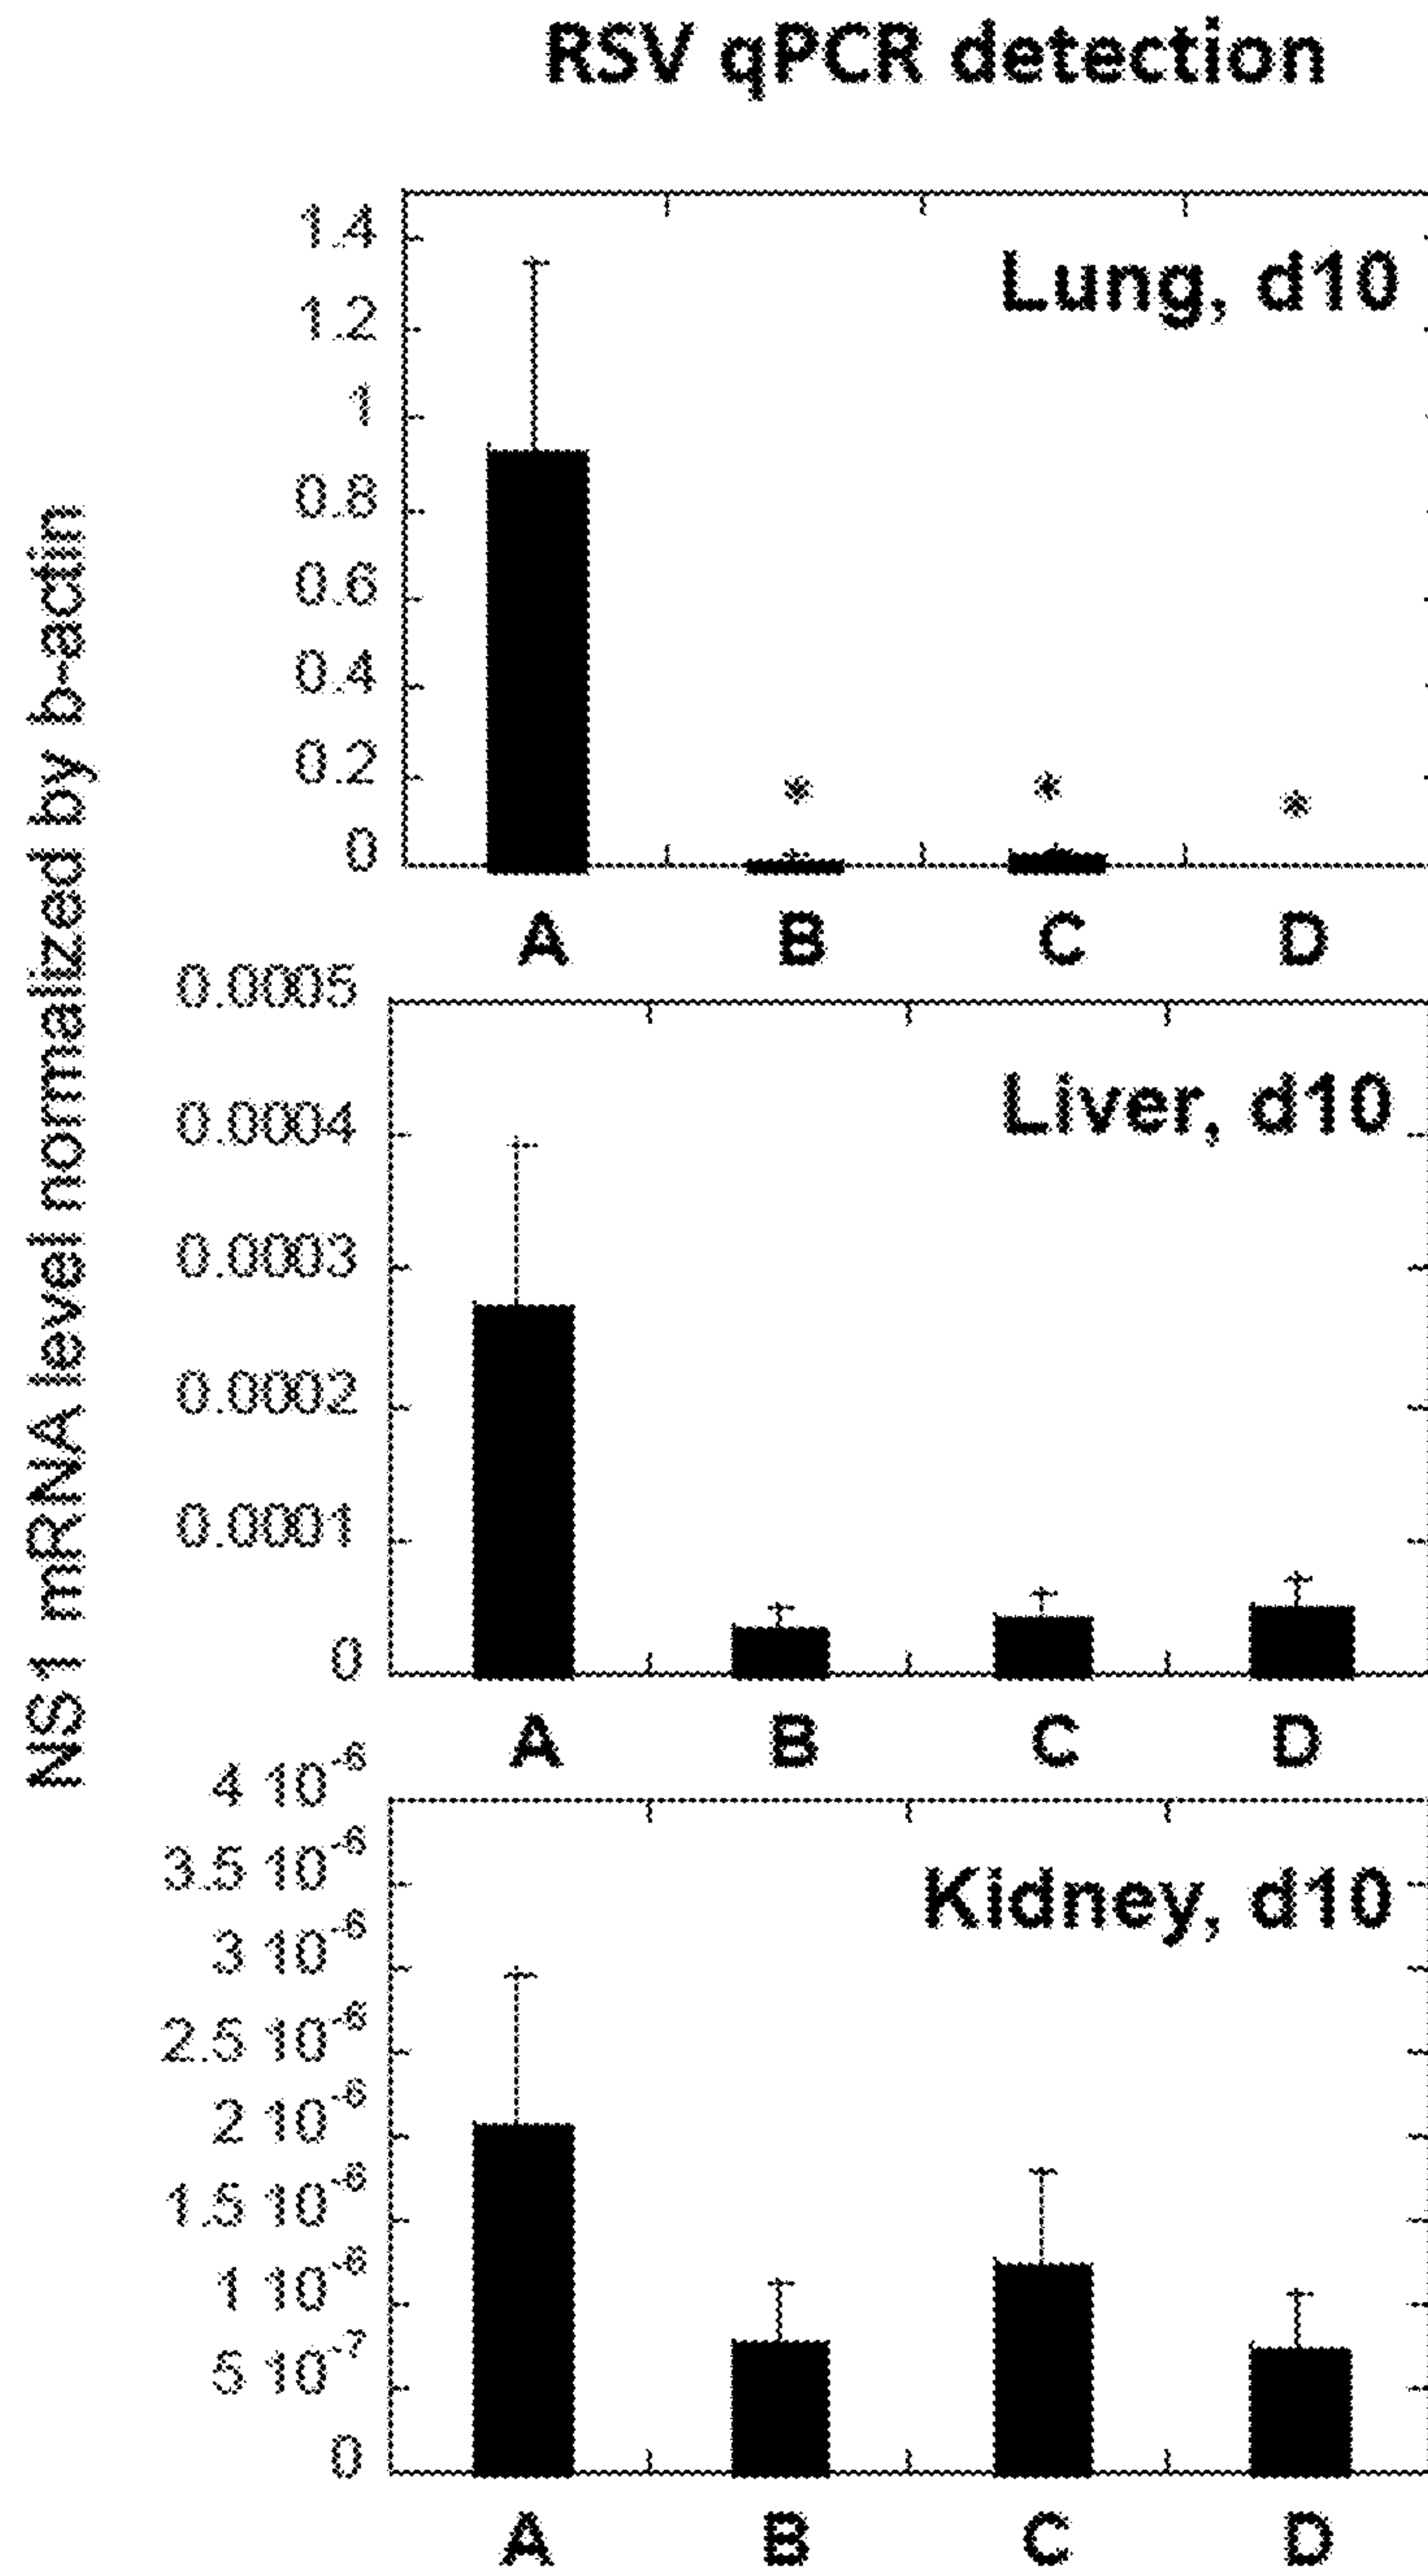 RSV qPCR detection
NS1 mRNA level normalized by b-actin
Lung, d10
1.4
1.2
1
0.8
0.6
0.4
0.2
0
* * *
A B C D
Liver, d10
0.0005
0.0004
0.0003
0.0002
0.0001
0
A B C D
Kidney, d10
4 10-6
3.5 10-6
3 10-6
2.5 10-6
2 10-6
1.5 10-6
1 10-6
5 10-7
0
A B C D